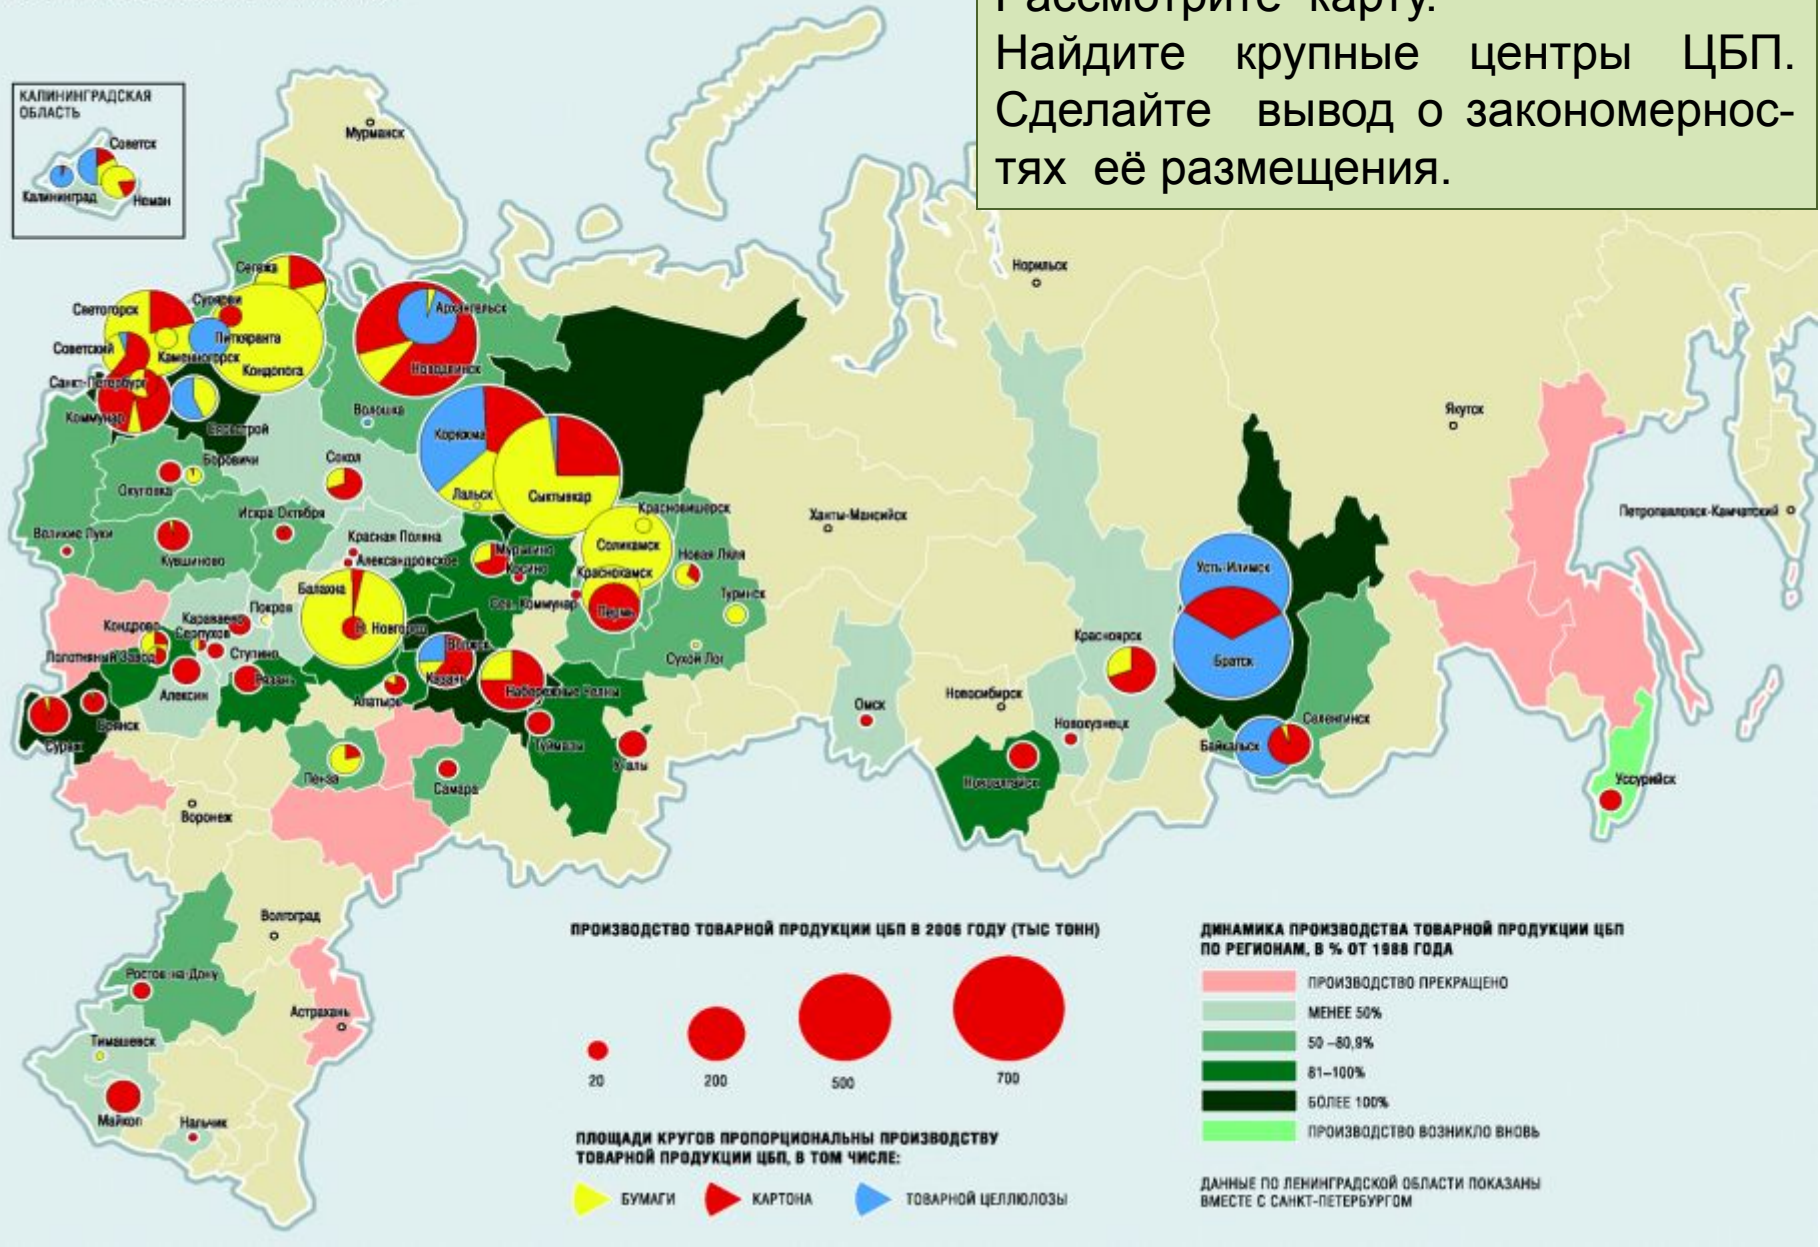 Рассмотрите карту.
Найдите крупные центры ЦБП.
Сделайте вывод о закономернос-
тях её размещения.
КАЛИНИНГРАДСКАЯ
ОБЛАСТЬ
Советск
Калининград
Неман
Мурманск
Норильск
Сегежа
Светогорск
Суоярви
Архангельск
Советский
Питкяранта
Каменногорск
Кондопога
Новодвинск
Санкт-Петербург
Коммунар
Волошка
Сясьстрой
Якутск
Коряжма
Боровичи
Сокол
Окуловка
Лальск
Сыктывкар
Искра Октября
Красновишерск
Ханты-Мансийск
Петропавловск-Камчатский
Великие Луки
Красная Поляна
Соликамск
Кувшиново
Александровское
Мурыгино
Новая Ляля
Косино
Краснокамск
Усть-Илимск
Балахна
Сев. Коммунар
Пермь
Туринск
Покров
Караваево
Кондрово
Н. Новгород
Серпухов
Красноярск
Полотняный Завод
Ступино
Волжск
Сухой Лог
Братск
Алексин
Рязань
Казань
Набережные Челны
Новосибирск
Алатырь
Омск
Брянск
Новокузнецк
Селенгинск
Сураж
Туймазы
Байкальск
Учалы
Пенза
Самара
Новоалтайск
Уссурийск
Воронеж
Волгоград
Ростов-на-Дону
Астрахань
Тимашевск
Майкоп
Нальчик
ПРОИЗВОДСТВО ТОВАРНОЙ ПРОДУКЦИИ ЦБП В 2006 ГОДУ (ТЫС ТОНН)
20
200
500
700
ПЛОЩАДИ КРУГОВ ПРОПОРЦИОНАЛЬНЫ ПРОИЗВОДСТВУ
ТОВАРНОЙ ПРОДУКЦИИ ЦБП, В ТОМ ЧИСЛЕ:
БУМАГИ
КАРТОНА
ТОВАРНОЙ ЦЕЛЛЮЛОЗЫ
ДИНАМИКА ПРОИЗВОДСТВА ТОВАРНОЙ ПРОДУКЦИИ ЦБП
ПО РЕГИОНАМ, В % ОТ 1988 ГОДА
ПРОИЗВОДСТВО ПРЕКРАЩЕНО
МЕНЕЕ 50%
50 –80,9%
81–100%
БОЛЕЕ 100%
ПРОИЗВОДСТВО ВОЗНИКЛО ВНОВЬ
ДАННЫЕ ПО ЛЕНИНГРАДСКОЙ ОБЛАСТИ ПОКАЗАНЫ
ВМЕСТЕ С САНКТ-ПЕТЕРБУРГОМ